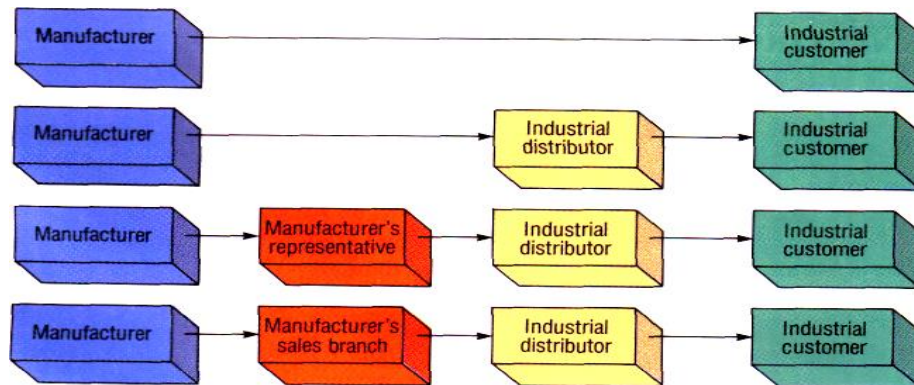 Manufacturer
Industrial
customer
Manufacturer
Industrial
distributor
Industrial
customer
Manufacturer
Manufacturer's
representative
Industrial
distributor
Industrial
customer
Manufacturer
Manufacturer's
sales branch
Industrial
distributor
Industrial
customer